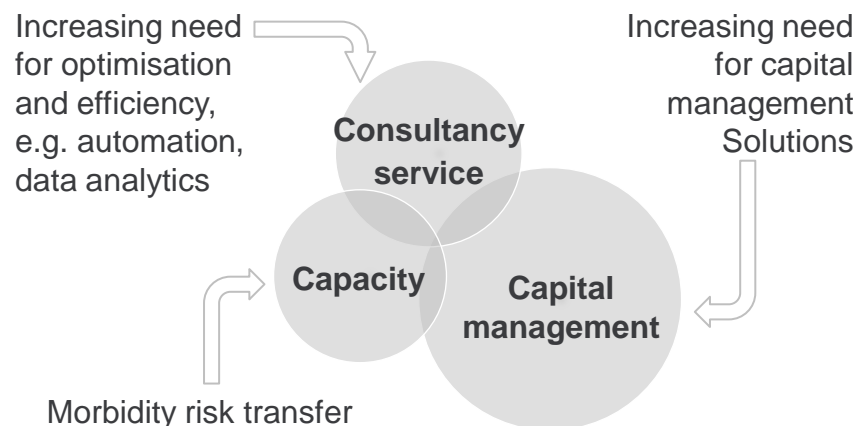 Increasing need
for optimisation
and efficiency,
e.g. automation,
data analytics
Increasing need
for capital
management
Solutions
Consultancy
service
Capacity
Capital
management
Morbidity risk transfer